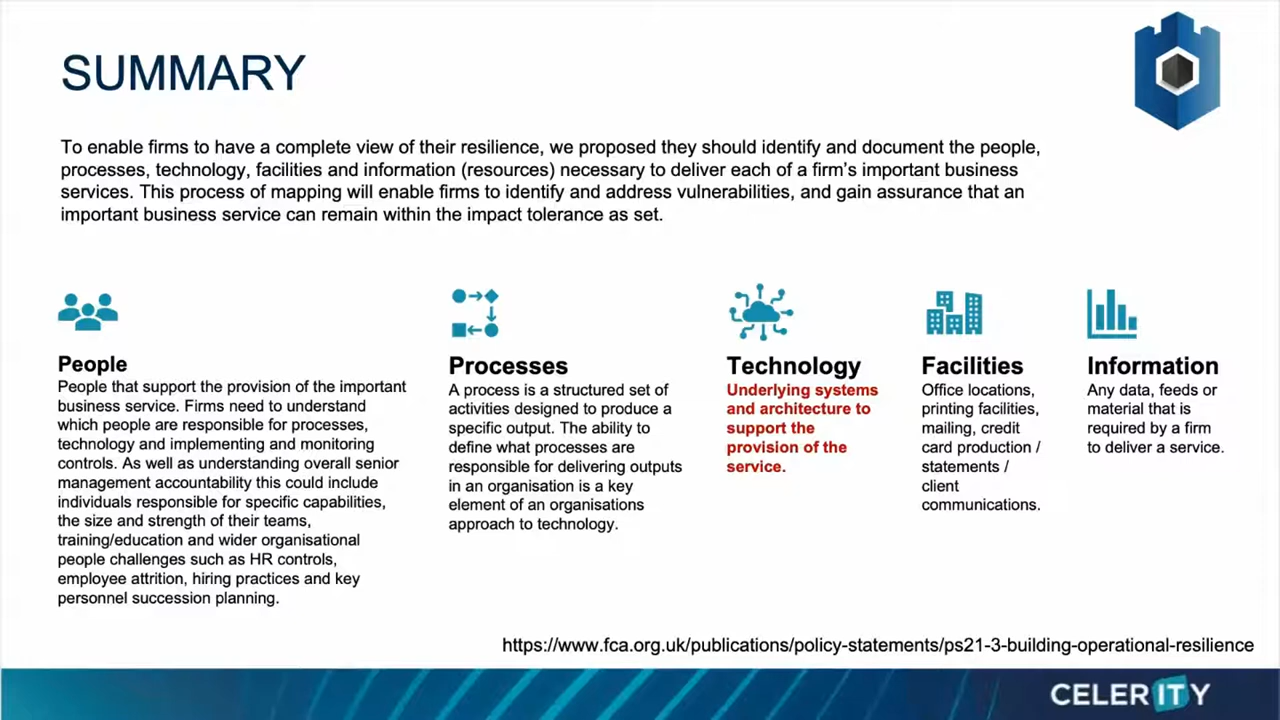 SUMMARY
To enable firms to have a complete view of their resilience, we proposed they should identify and document the people,
processes, technology, facilities and information (resources) necessary to deliver each of a firm's important business
services. This process of mapping will enable firms to identify and address vulnerabilities, and gain assurance that an
important business service can remain within the impact tolerance as set.
People
People that support the provision of the important
business service. Firms need to understand
which people are responsible for processes,
technology and implementing and monitoring
controls. As well as understanding overall senior
management accountability this could include
individuals responsible for specific capabilities,
the size and strength of their teams,
training/education and wider organisational
people challenges such as HR controls,
employee attrition, hiring practices and key
personnel succession planning.
Processes
A process is a structured set of
activities designed to produce a
specific output. The ability to
define what processes are
responsible for delivering outputs
in an organisation is a key
element of an organisations
approach to technology.
Technology
Underlying systems
and architecture to
support the
provision of the
service.
Facilities
Office locations,
printing facilities,
mailing, credit
card production /
statements /
client
communications.
Information
Any data, feeds or
material that is
required by a firm
to deliver a service.
https://www.fca.org.uk/publications/policy-statements/ps21-3-building-operational-resilience
CELERITY